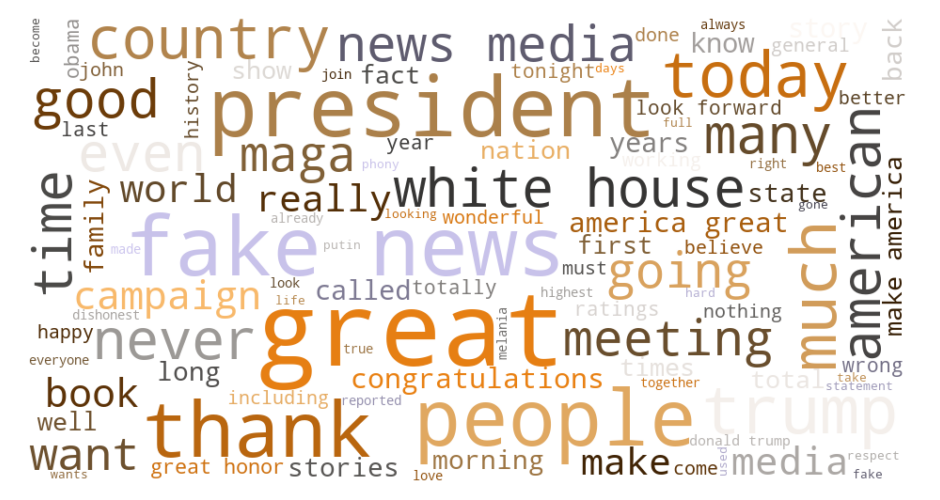 become
obama
country
news media
done
always
know
story
general
back
john
show
join
fact
tonight
days
today
good
history
president
look forward
better
last
full
many
american
year
years
even
maga
nation
working
right
best
phony
time
family
world
really
white house
state
gone
make america
already
looking
wonderful
america great
much
made
fake news
putin
first
believe
must
going
campaign
look
life
called
totally
highest
hard
dishonest
great
ratings
nothing
happy
never
true
melania
meeting
everyone
long
congratulations
times
together
total
wrong
take
statement
book
including
reported
people
trump
well
thank
want
donald trump
wants
great honor
stories
morning
love
make
come
used
media
respect
fake